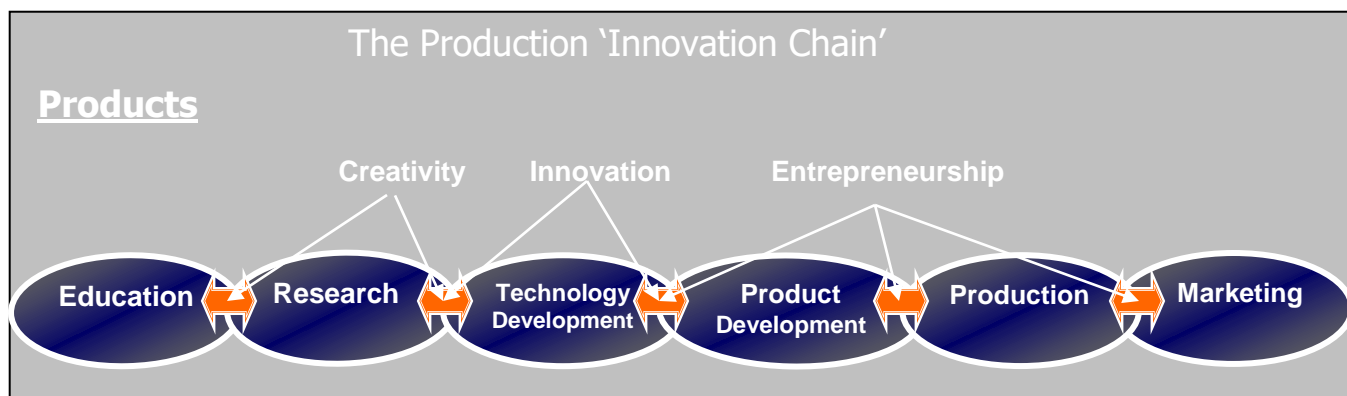 The Production ‘Innovation Chain’
Products
Creativity Innovation Entrepreneurship
Education Research Technology Development Product Development Production Marketing